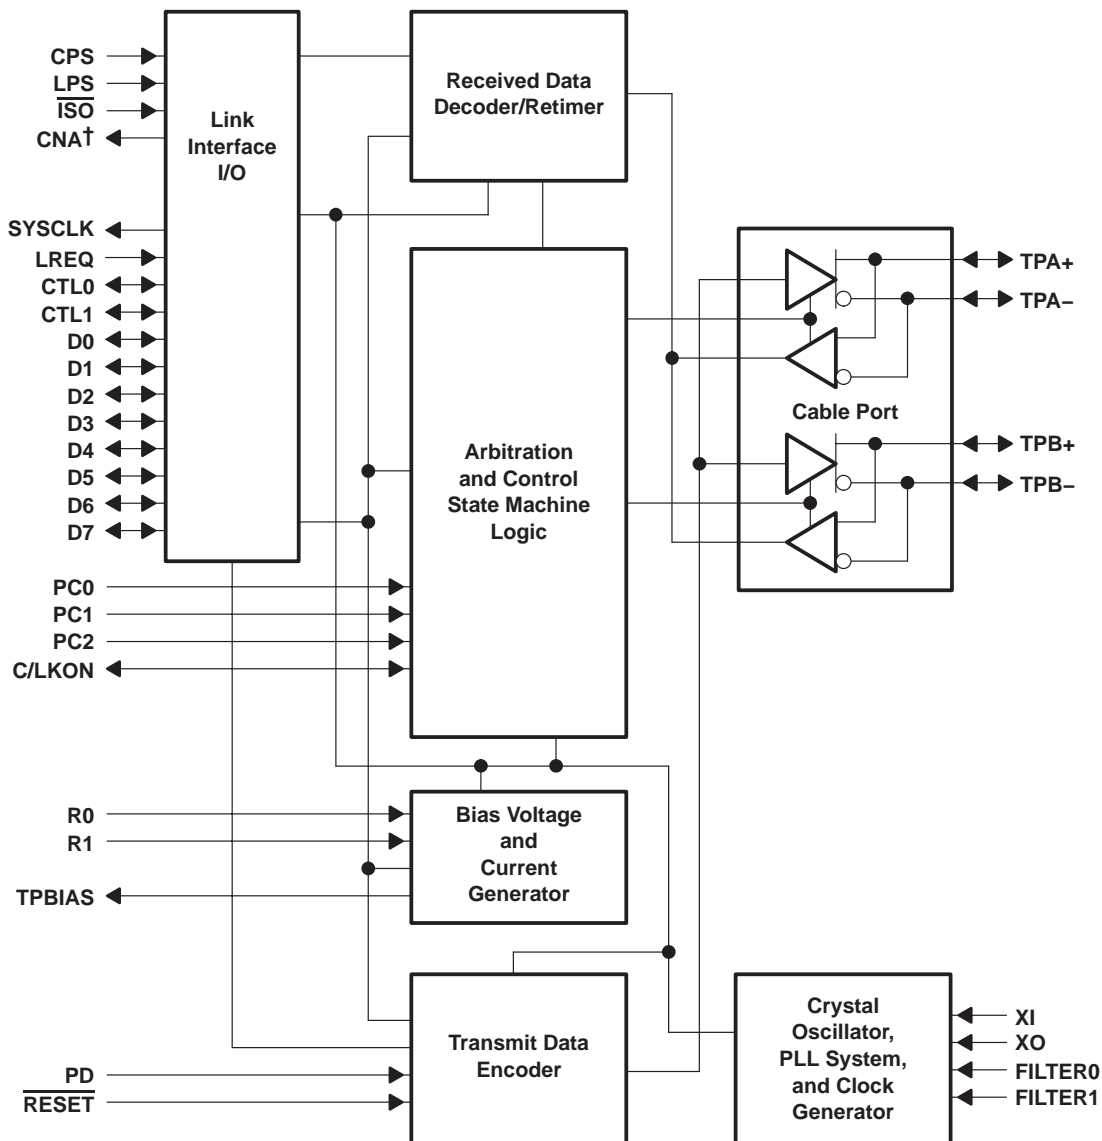 CPS
LPS
ISO
CNA†
SYSCLK
LREQ
CTL0
CTL1
D0
D1
D2
D3
D4
D5
D6
D7
PC0
PC1
PC2
C/LKON
R0
R1
TPBIAS
PD
RESET
Link
Interface
I/O
Received Data
Decoder/Retimer
Arbitration
and Control
State Machine
Logic
Bias Voltage
and
Current
Generator
Transmit Data
Encoder
Cable Port
TPA+
TPA−
TPB+
TPB−
Crystal
Oscillator,
PLL System,
and Clock
Generator
XI
XO
FILTER0
FILTER1